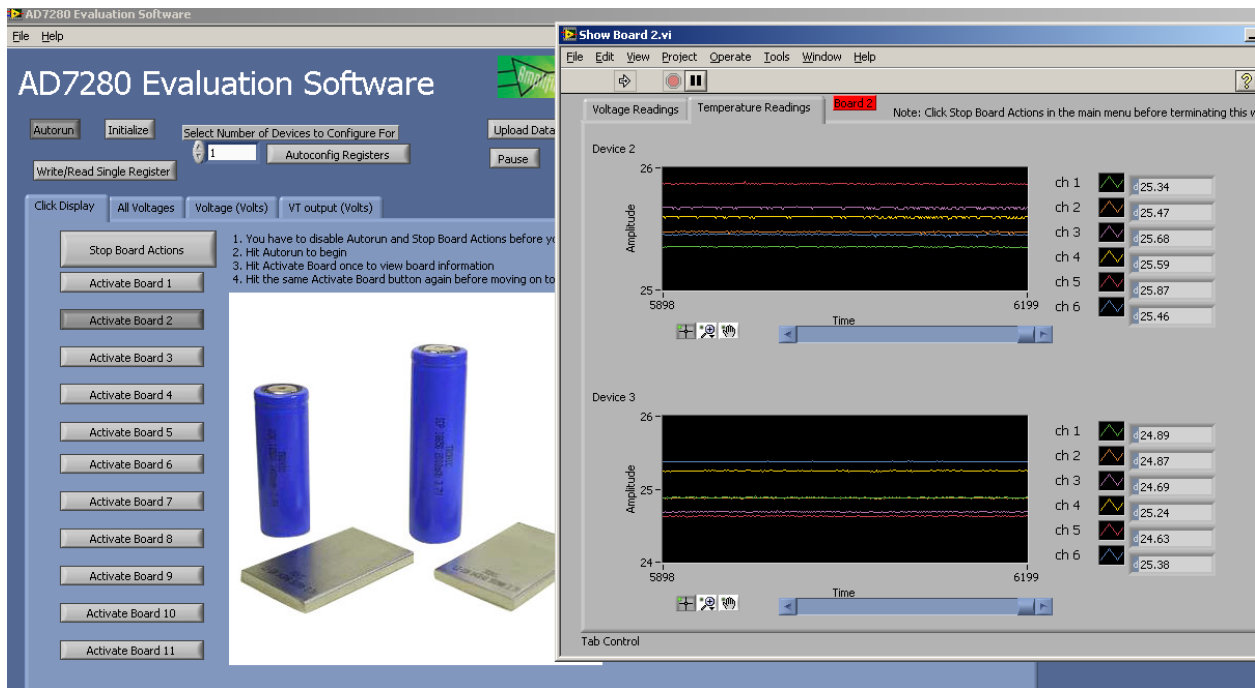 AD7280 Evaluation Software
File Help
AD7280 Evaluation Software
Autorun
Initialize
Select Number of Devices to Configure For
Upload Data
1
Autoconfig Registers
Pause
Write/Read Single Register
Click Display
All Voltages
Voltage (Volts)
VT output (Volts)
Stop Board Actions
1. You have to disable Autorun and Stop Board Actions before
2. Hit Autorun to begin
3. Hit Activate Board once to view board information
4. Hit the same Activate Board button again before moving on to
Activate Board 1
Activate Board 2
Activate Board 3
Activate Board 4
Activate Board 5
Activate Board 6
Activate Board 7
Activate Board 8
Activate Board 9
Activate Board 10
Activate Board 11
Show Board 2.vi
File Edit View Project Operate Tools Window Help
Voltage Readings
Temperature Readings
Board 2
Note: Click Stop Board Actions in the main menu before terminating this
Device 2
26
Amplitude
25
5898
6199
Time
ch 1 25.34
ch 2 25.47
ch 3 25.68
ch 4 25.59
ch 5 25.87
ch 6 25.46
Device 3
26
25
Amplitude
24
5898
6199
Time
ch 1 24.89
ch 2 24.87
ch 3 24.69
ch 4 25.24
ch 5 24.63
ch 6 25.38
Tab Control